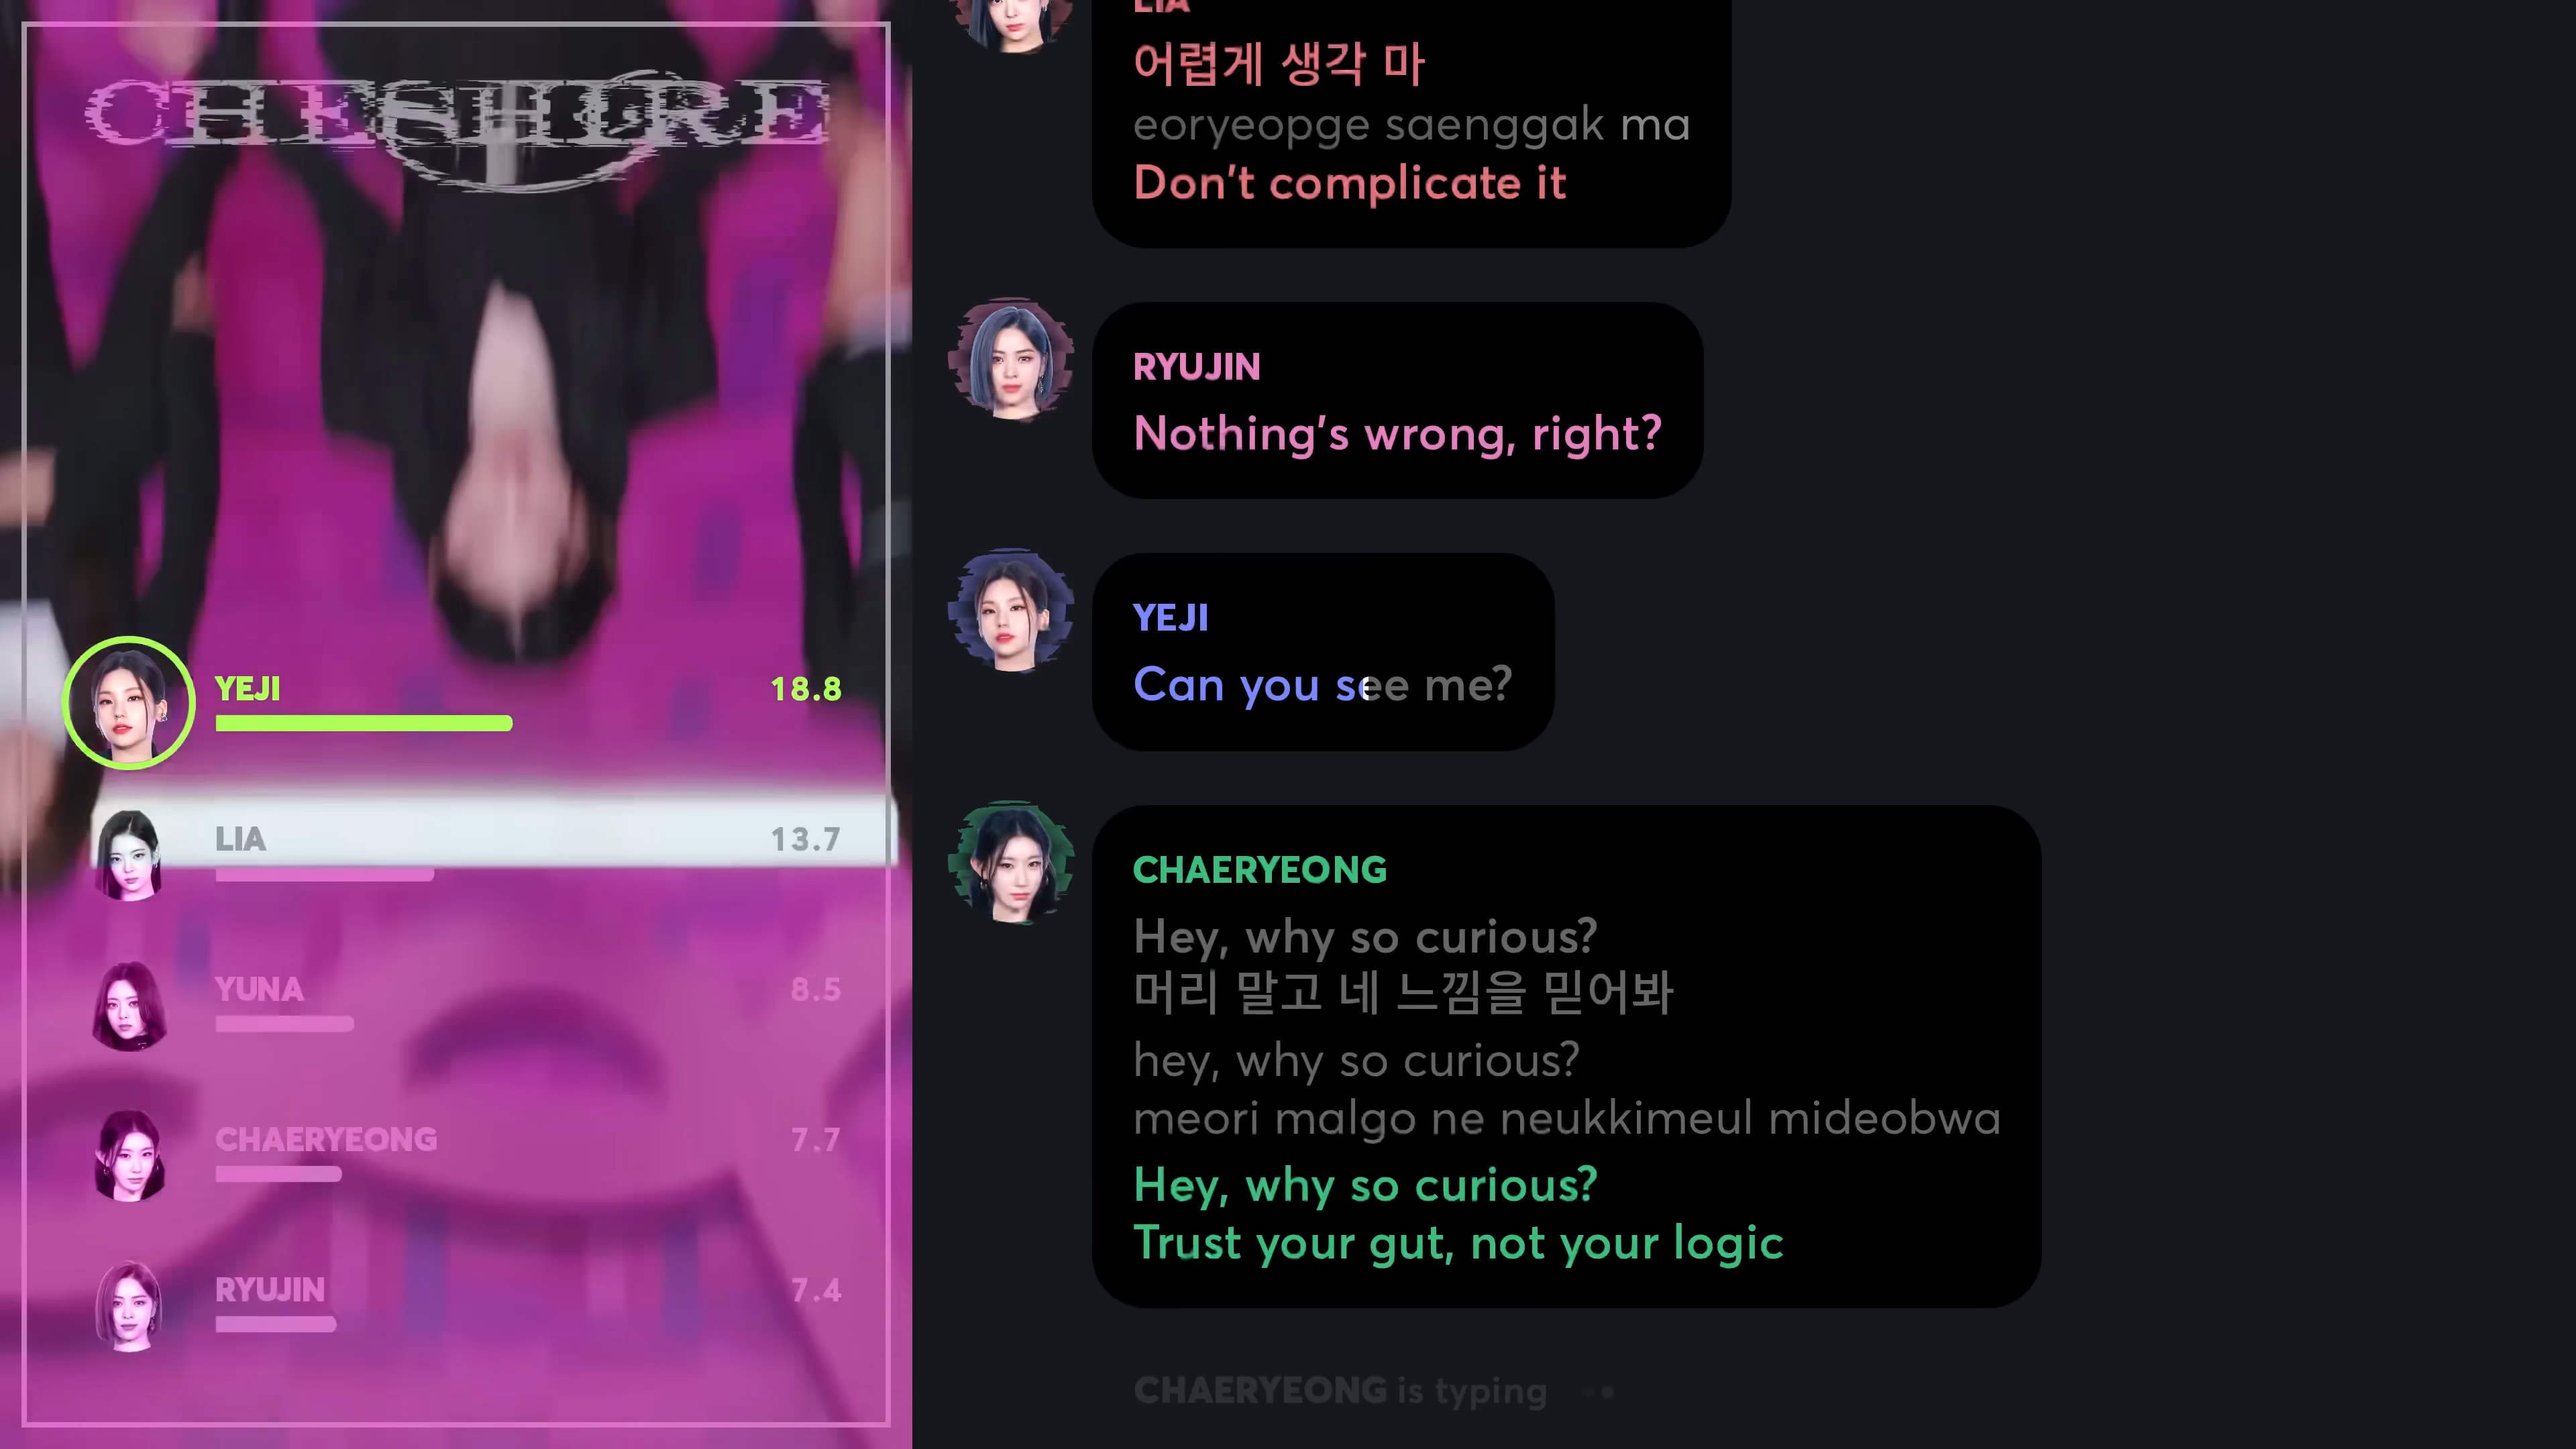 CHESHIRE
YEJI 18.8
LIA 13.7
YUNA 8.5
CHAERYEONG 7.7
RYUJIN 7.4
LIA
어렵게 생각 마
eoryeopge saenggak ma
Don't complicate it
RYUJIN
Nothing's wrong, right?
YEJI
Can you see me?
CHAERYEONG
Hey, why so curious?
머리 말고 네 느낌을 믿어봐
hey, why so curious?
meori malgo ne neukkimeul mideobwa
Hey, why so curious?
Trust your gut, not your logic
CHAERYEONG is typing